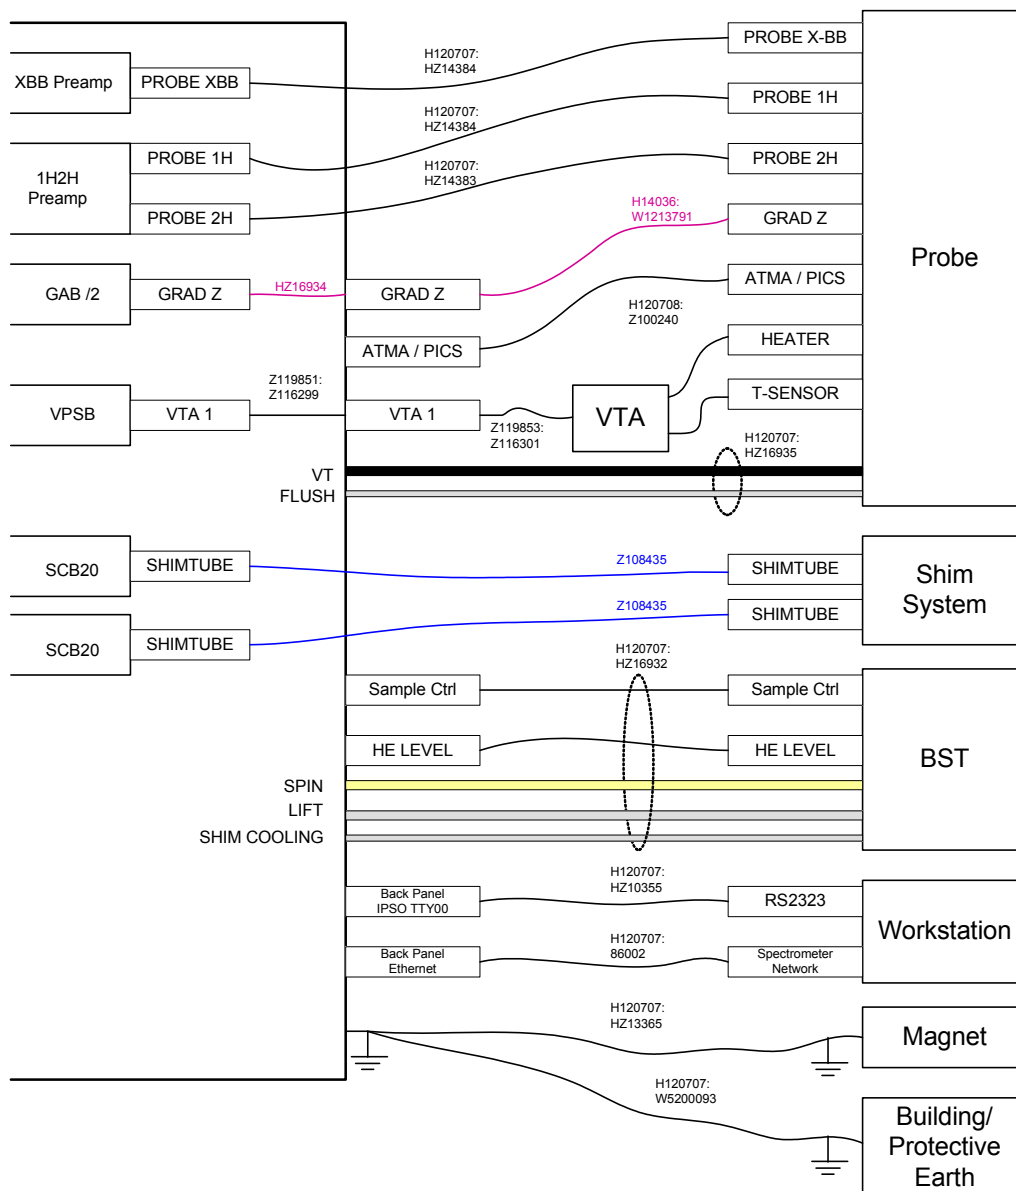 PROBE X-BB
H120707:
HZ14384
XBB Preamp
PROBE XBB
PROBE 1H
H120707:
HZ14384
PROBE 1H
PROBE 2H
1H2H
Preamp
H120707:
HZ14383
PROBE 2H
H14036:
W1213791
GRAD Z
Probe
GAB /2
GRAD Z
HZ16934
GRAD Z
ATMA / PICS
H120708:
Z100240
ATMA / PICS
HEATER
Z119851:
Z116299
VPSB
VTA 1
VTA 1
Z119853:
Z116301
VTA
T-SENSOR
H120707:
HZ16935
VT
FLUSH
SCB20
SHIMTUBE
Z108435
SHIMTUBE
Shim
System
SCB20
SHIMTUBE
Z108435
SHIMTUBE
H120707:
HZ16932
Sample Ctrl
Sample Ctrl
HE LEVEL
HE LEVEL
BST
SPIN
LIFT
SHIM COOLING
H120707:
HZ10355
Back Panel
IPSO TTY00
RS2323
Workstation
H120707:
86002
Back Panel
Ethernet
Spectrometer
Network
H120707:
HZ13365
Magnet
H120707:
W5200093
Building/
Protective
Earth